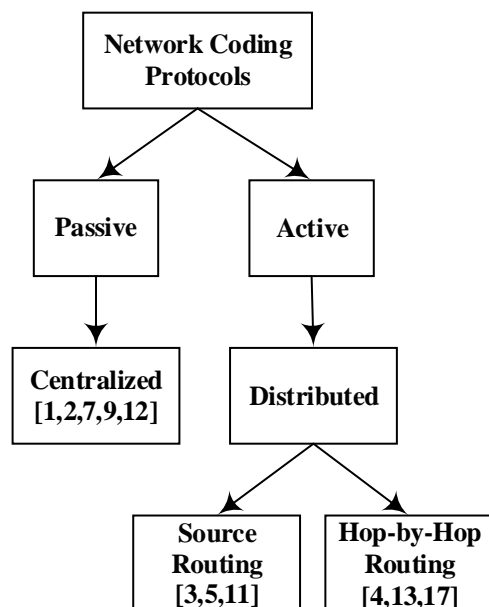 Network Coding
Protocols
Passive
Active
Centralized
[1,2,7,9,12]
Distributed
Source
Routing
[3,5,11]
Hop-by-Hop
Routing
[4,13,17]